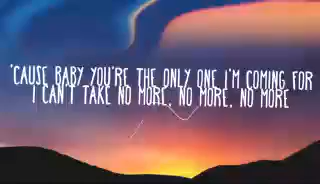 'CAUSE BABY YOU'RE THE ONLY ONE I'M COMING FOR
I CAN'T TAKE NO MORE, NO MORE, NO MORE